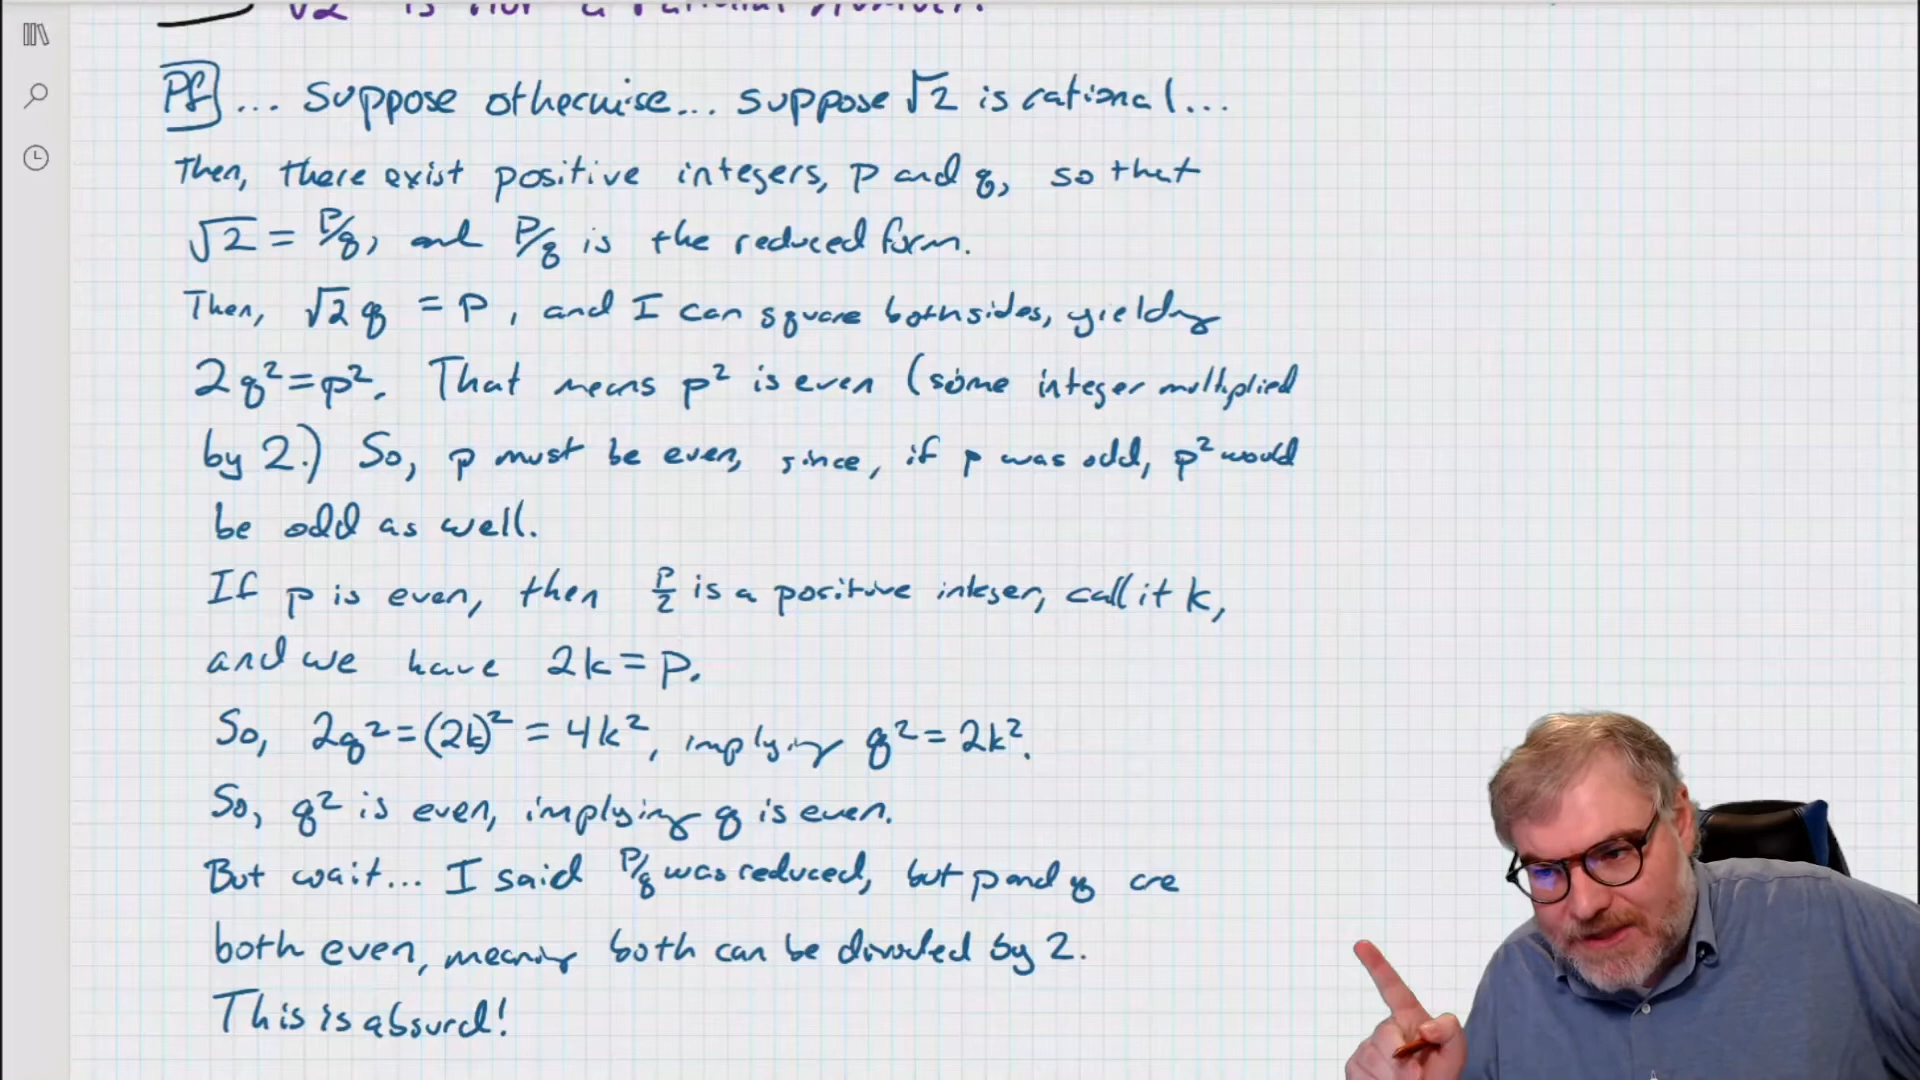 √2 is not a rational number.
Pf ... suppose otherwise... suppose √2 is rational...
Then, there exist positive integers, p and q, so that
√2 = p/q, and p/q is the reduced form.
Then, √2 q = p, and I can square both sides, yielding
2q² = p². That means p² is even (some integer multiplied
by 2.) So, p must be even, since, if p was odd, p² would
be odd as well.
If p is even, then p/2 is a positive integer, call it k,
and we have 2k = p.
So, 2q² = (2k)² = 4k², implying q² = 2k².
So, q² is even, implying q is even.
But wait... I said p/q was reduced, but p and q are
both even, meaning both can be divided by 2.
This is absurd!